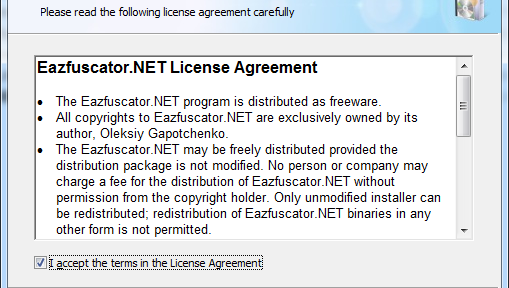 Please read the following license agreement carefully
Eazfuscator.NET License Agreement
• The Eazfuscator.NET program is distributed as freeware.
• All copyrights to Eazfuscator.NET are exclusively owned by its
author, Oleksiy Gapotchenko.
• The Eazfuscator.NET may be freely distributed provided the
distribution package is not modified. No person or company may
charge a fee for the distribution of Eazfuscator.NET without
permission from the copyright holder. Only unmodified installer can
be redistributed; redistribution of Eazfuscator.NET binaries in any
other form is not permitted.
I accept the terms in the License Agreement